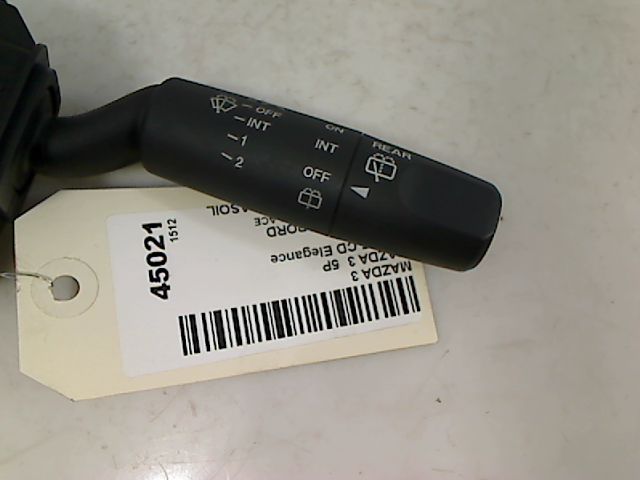 OFF
INT
1
2
ON
INT
OFF
REAR
45021
1512
MAZDA 3
MAZDA 3 5P
CD Elegance